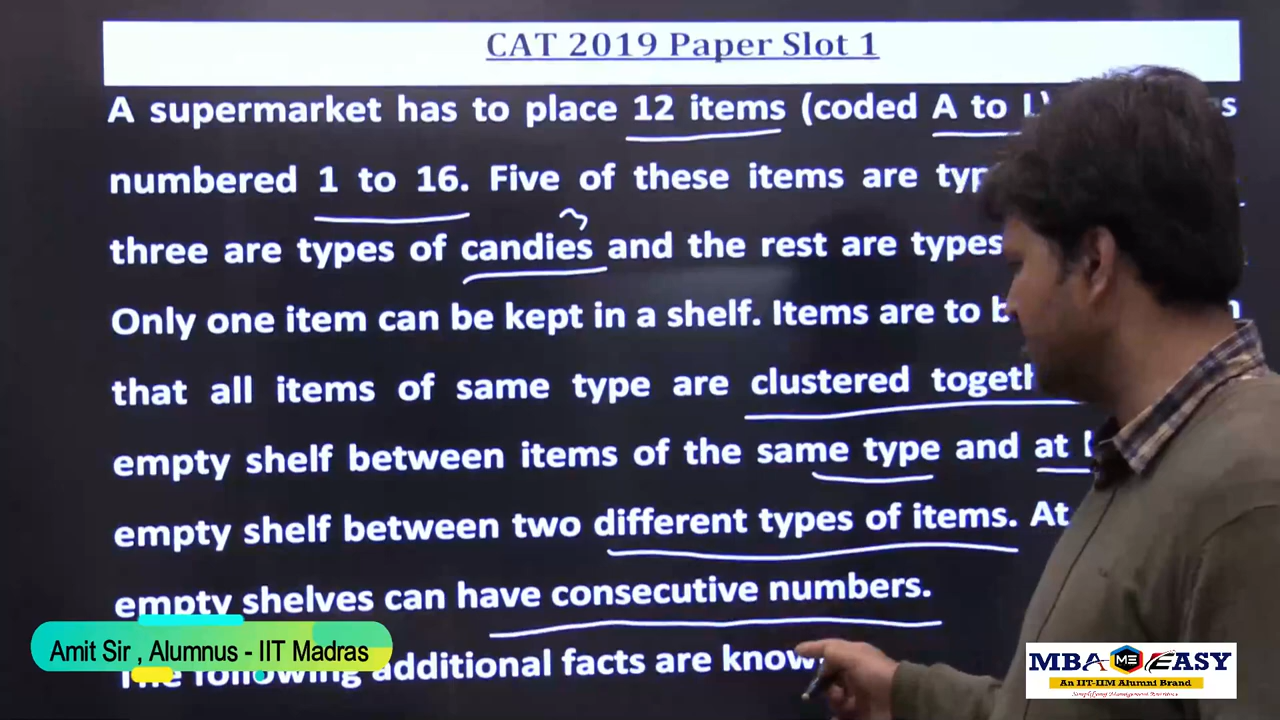 CAT 2019 Paper Slot 1
A supermarket has to place 12 items (coded A to L)
numbered 1 to 16. Five of these items are
three are types of candies and the rest are types
Only one item can be kept in a shelf. Items are to
that all items of same type are clustered
empty shelf between items of the same type and at
empty shelf between two different types of items. At
empty shelves can have consecutive numbers.
The following additional facts are
Amit Sir , Alumnus - IIT Madras
MBA ME EASY
An IIT-IIM Alumni Brand